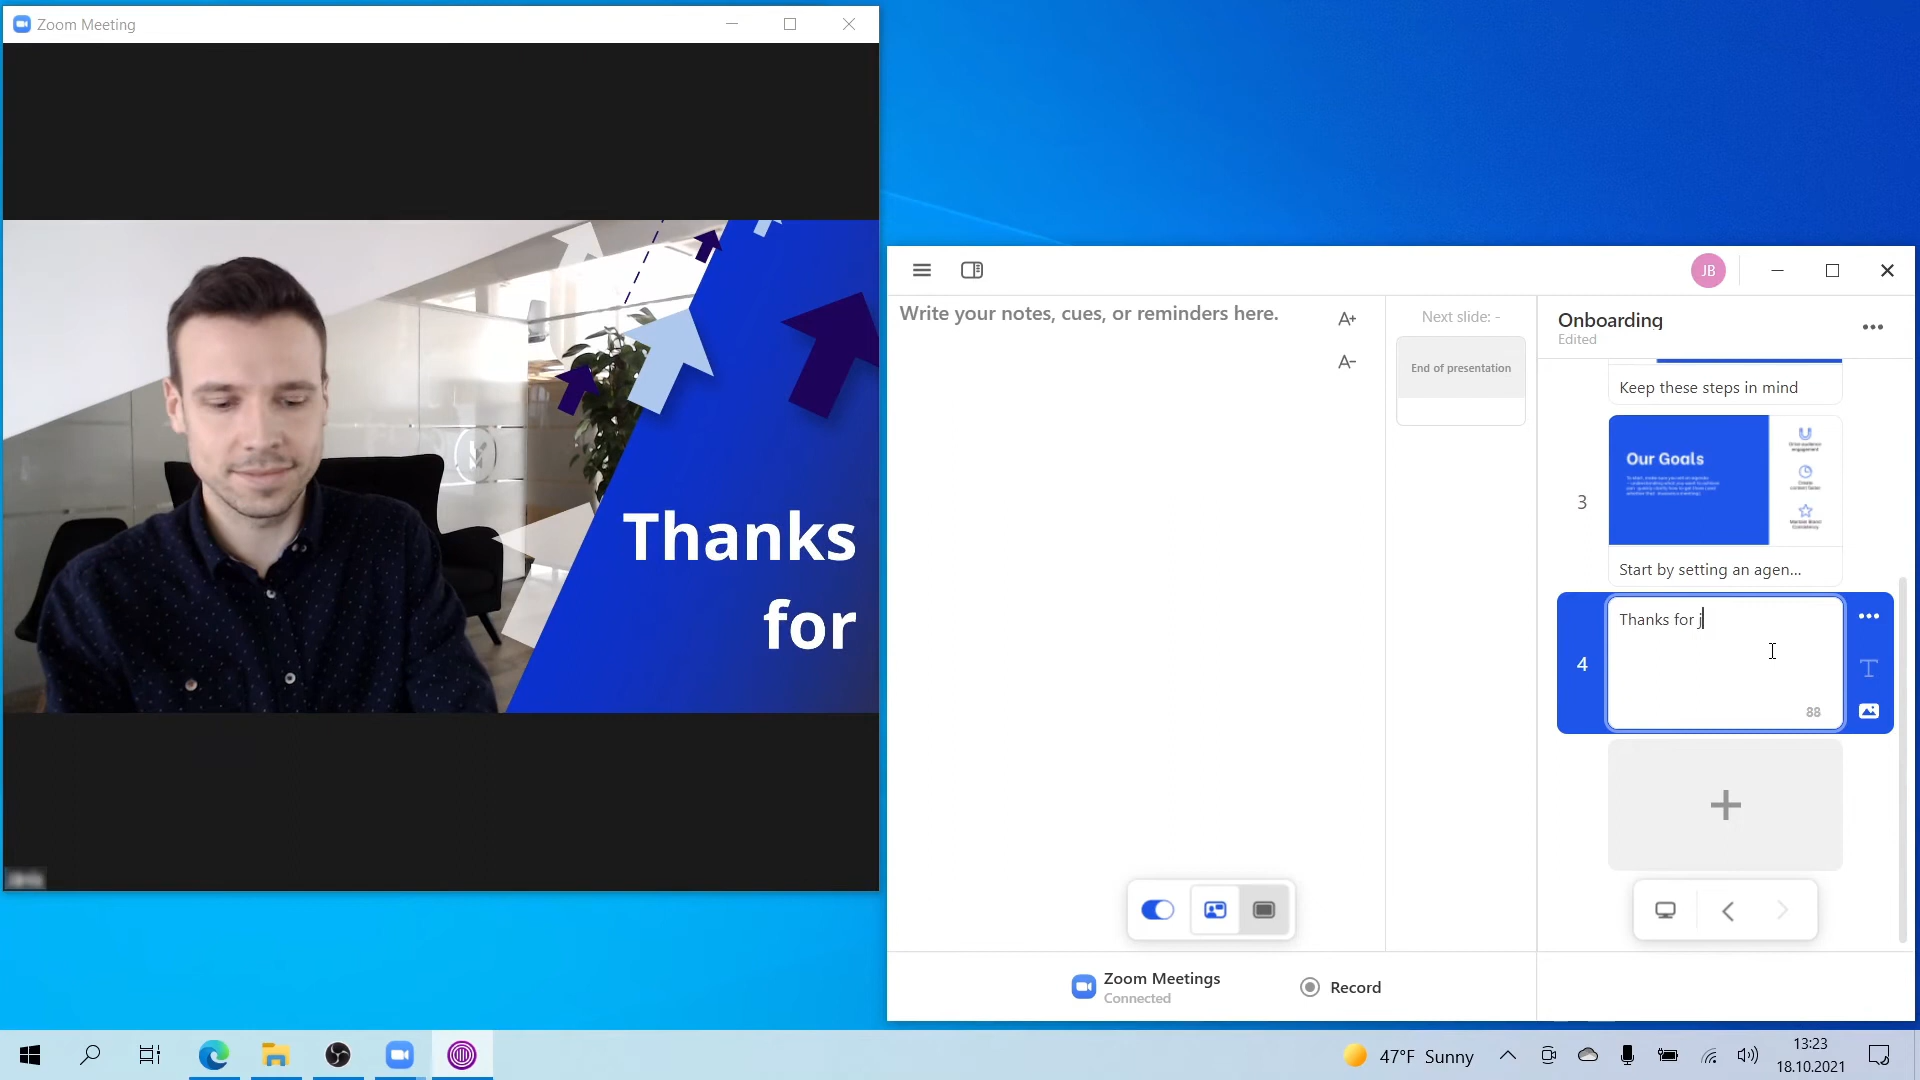 Zoom Meeting
Thanks
for
JB
Write your notes, cues, or reminders here.
A+
A-
Next slide: -
End of presentation
Onboarding
Edited
Keep these steps in mind
3
Our Goals
Start by setting an agen...
4
Thanks for j
88
Zoom Meetings
Connected
Record
47°F Sunny
13:23
18.10.2021